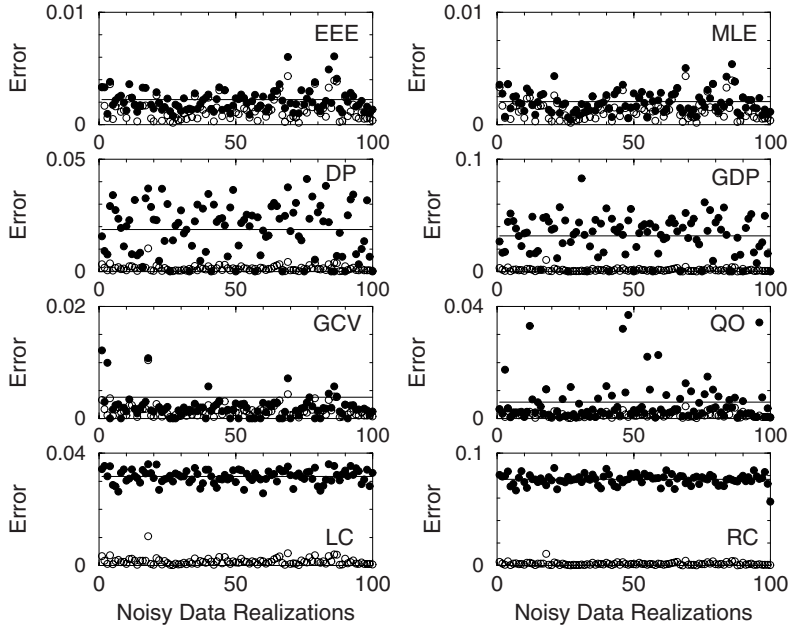 0.01 EEE
Error
0
0 50 100
0.01 MLE
Error
0
0 50 100
0.05 DP
Error
0
0 50 100
0.1 GDP
Error
0
0 50 100
0.02 GCV
Error
0
0 50 100
0.04 QO
Error
0
0 50 100
0.04
Error
LC
0
0 50 100
Noisy Data Realizations
0.1
Error
RC
0
0 50 100
Noisy Data Realizations